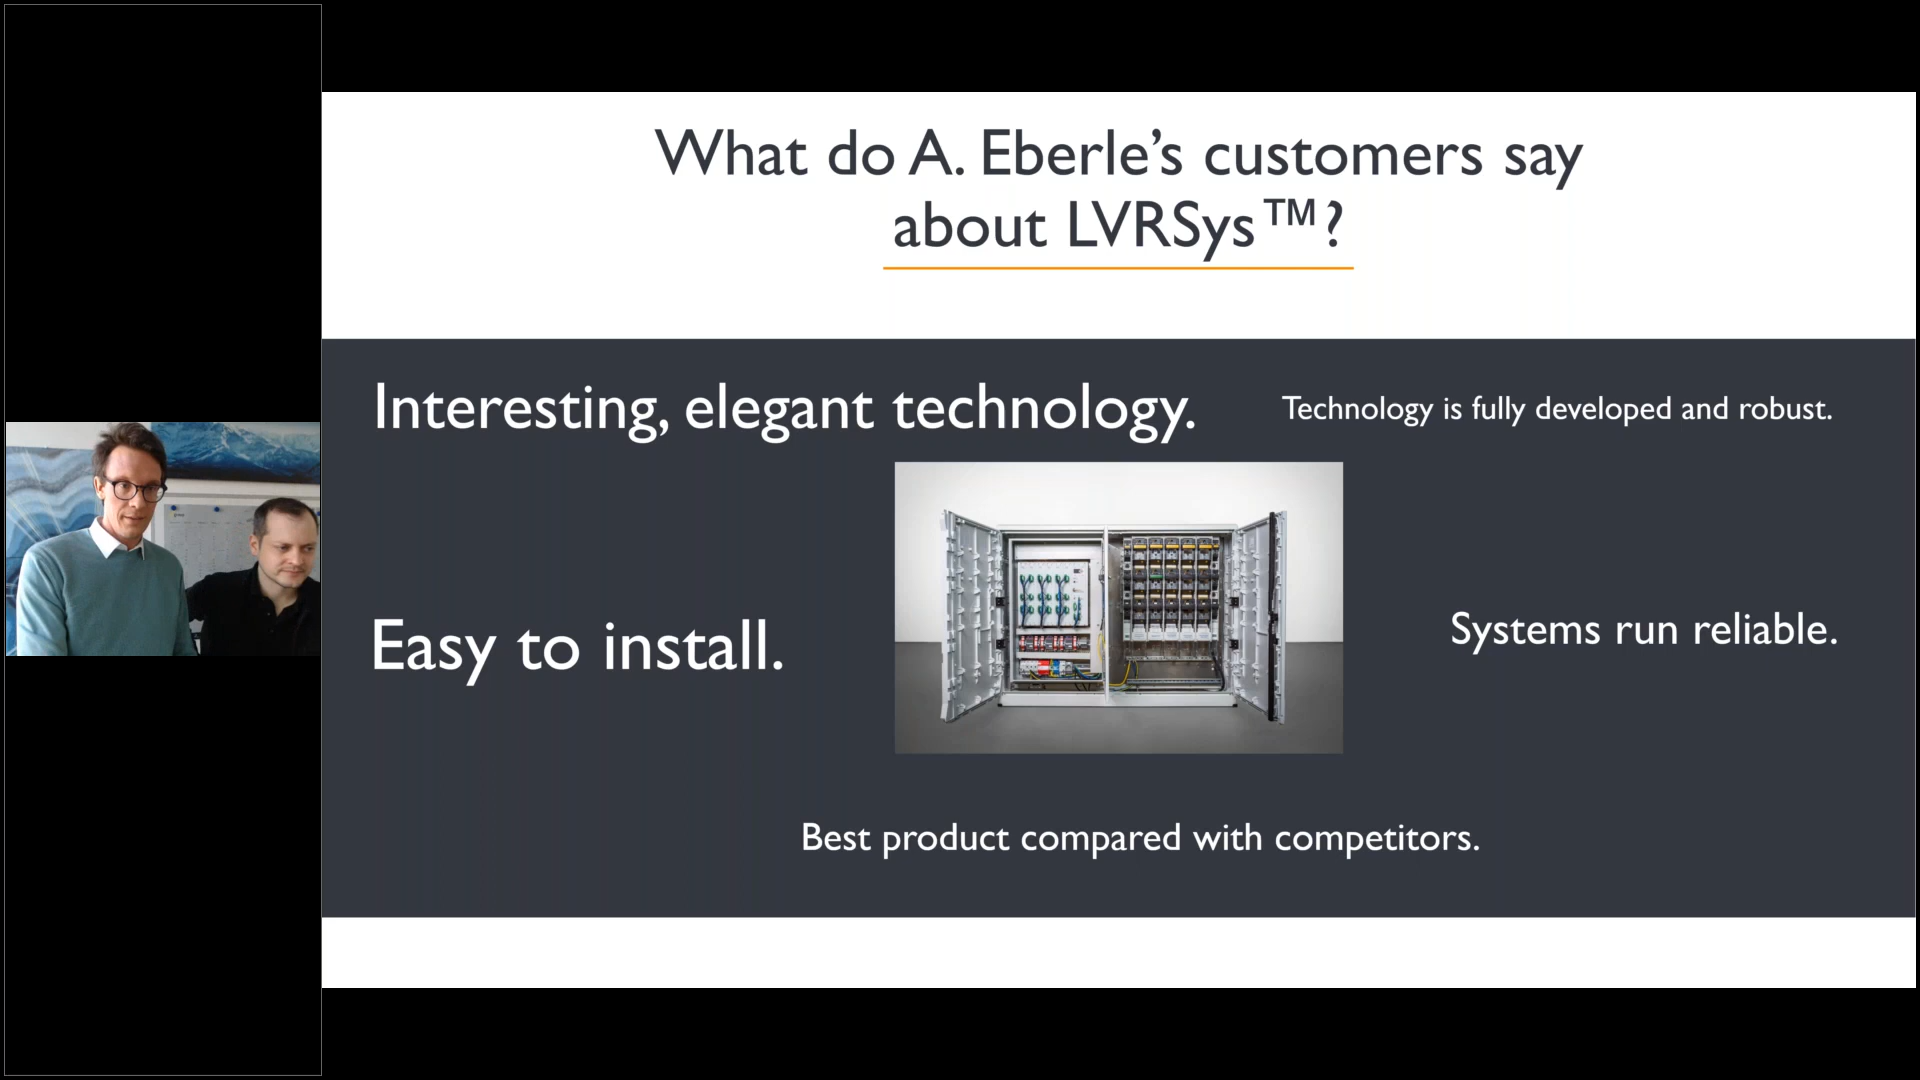 What do A. Eberle’s customers say
about LVRSys™?
Interesting, elegant technology.
Technology is fully developed and robust.
Easy to install.
Systems run reliable.
Best product compared with competitors.